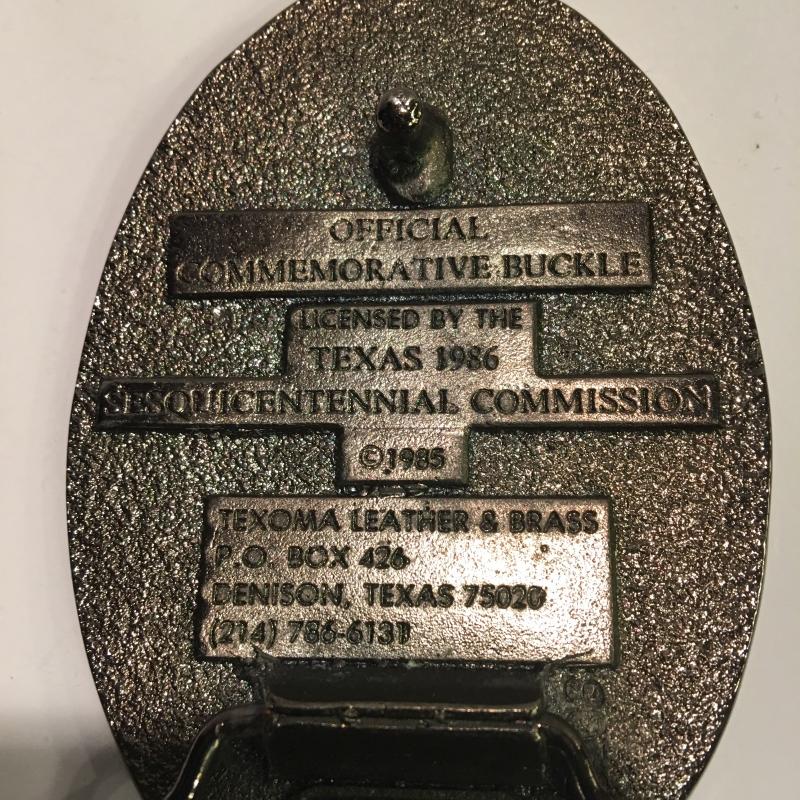 OFFICIAL
COMMEMORATIVE BUCKLE
LICENSED BY THE
TEXAS 1986
SESQUICENTENNIAL COMMISSION
©1985
TEXOMA LEATHER & BRASS
P.O. BOX 426
DENISON, TEXAS 75020
(214) 786-6131